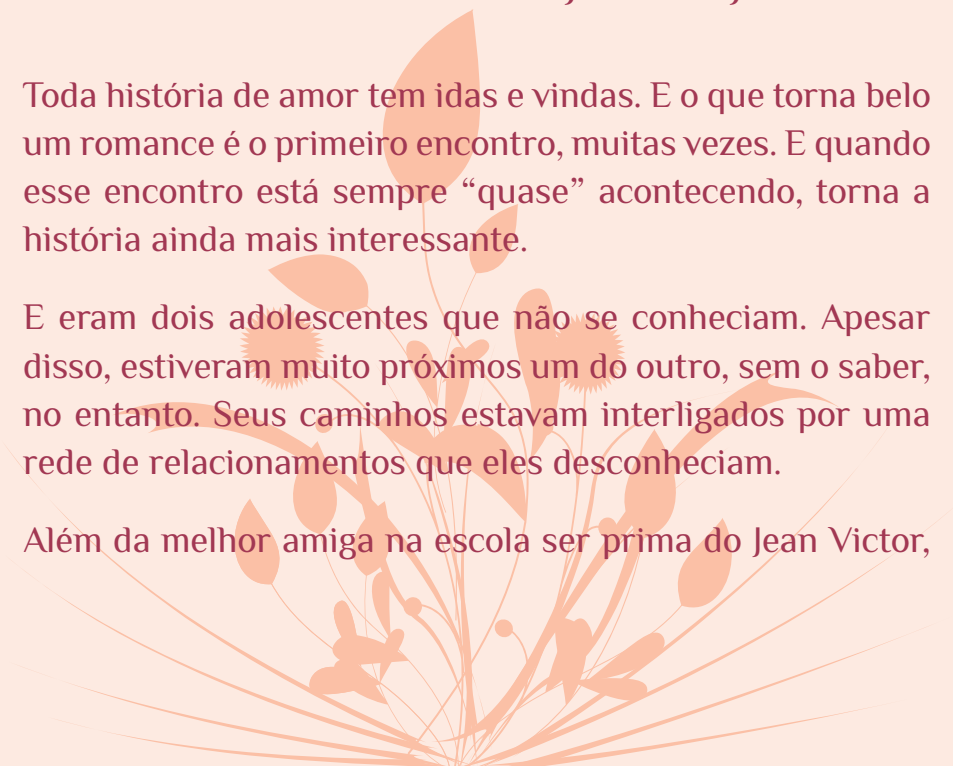 Toda história de amor tem idas e vindas. E o que torna belo
um romance é o primeiro encontro, muitas vezes. E quando
esse encontro está sempre “quase” acontecendo, torna a
história ainda mais interessante.
E eram dois adolescentes que não se conheciam. Apesar
disso, estiveram muito próximos um do outro, sem o saber,
no entanto. Seus caminhos estavam interligados por uma
rede de relacionamentos que eles desconheciam.
Além da melhor amiga na escola ser prima do Jean Victor,